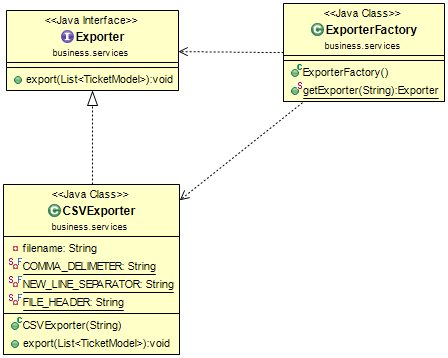 <<Java Interface>>
I Exporter
business.services
export(List<TicketModel>):void
<<Java Class>>
C ExporterFactory
business.services
C ExporterFactory()
S getExporter(String):Exporter
<<Java Class>>
C CSVExporter
business.services
filename: String
S F COMMA_DELIMETER: String
S F NEW_LINE_SEPARATOR: String
S F FILE_HEADER: String
C CSVExporter(String)
export(List<TicketModel>):void